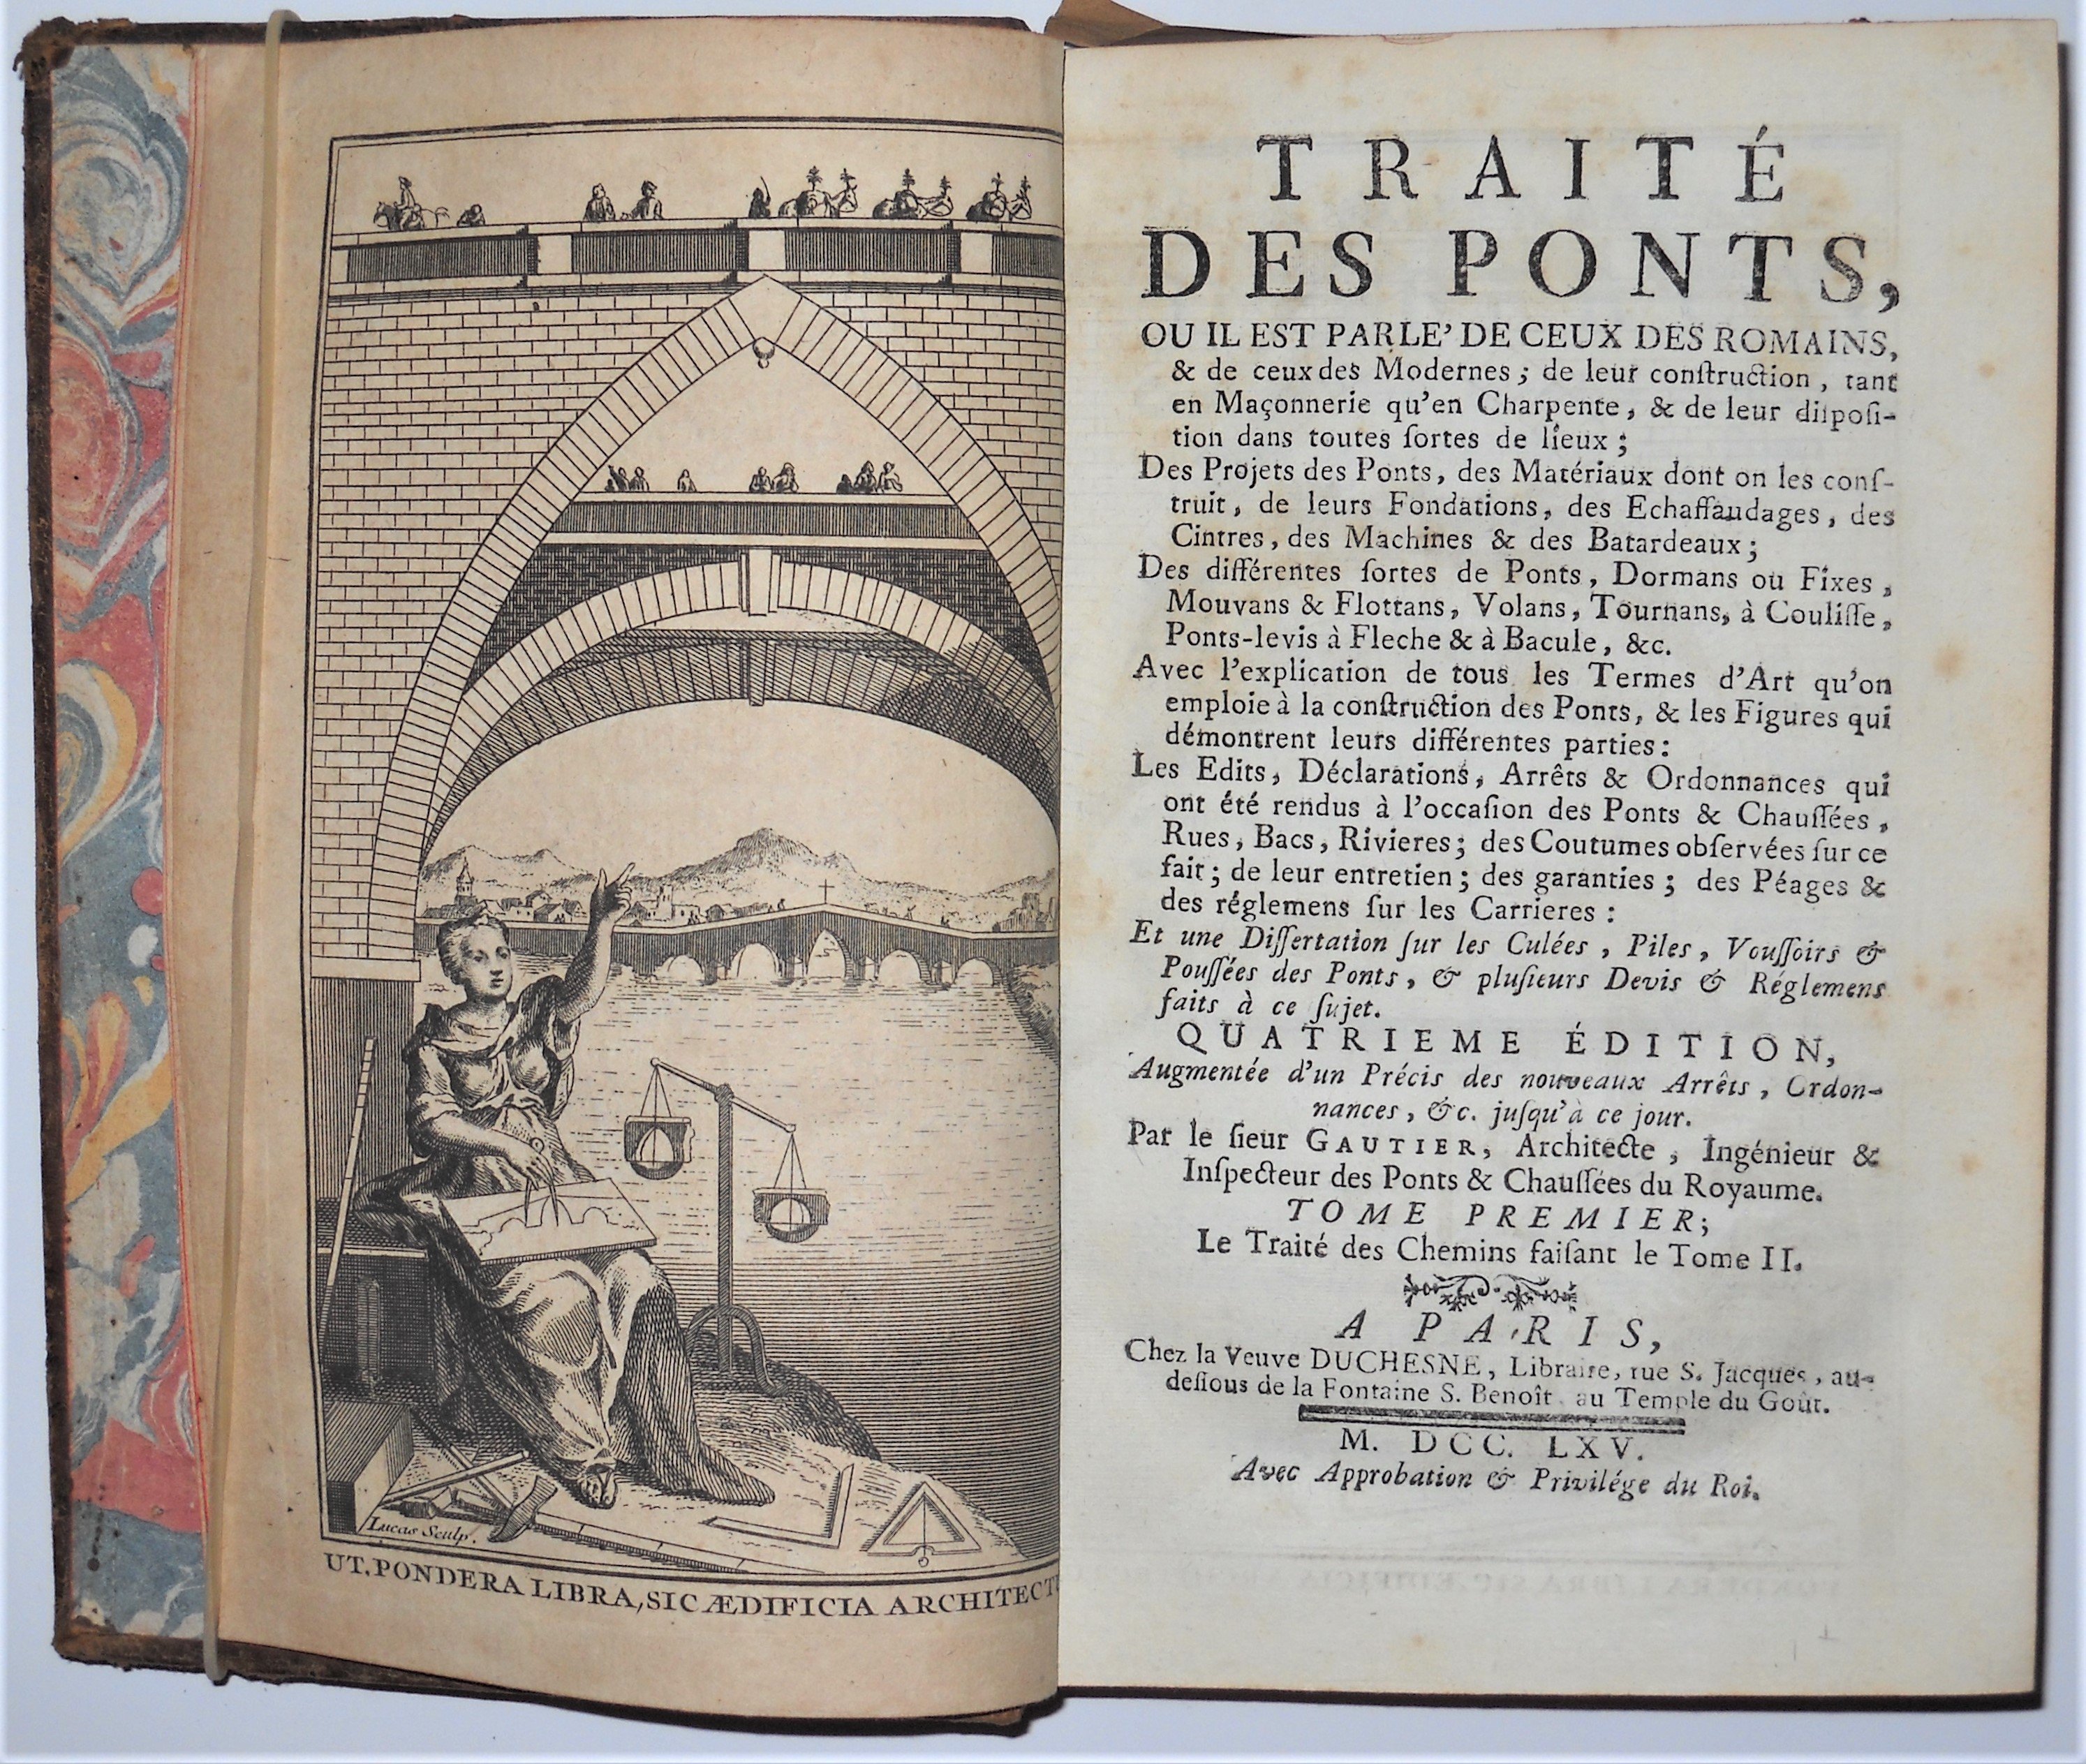 Lucas Sculp.
UT. PONDERA LIBRA, SIC ÆDIFICIA ARCHITECTU
TRAITÉ
DES PONTS,
OU IL EST PARLE' DE CEUX DES ROMAINS,
& de ceux des Modernes ; de leur conſtruction, tant
en Maçonnerie qu'en Charpente, & de leur diſpoſi-
tion dans toutes ſortes de lieux ;
Des Projets des Ponts, des Matériaux dont on les conſ-
truit, de leurs Fondations, des Echaffaudages, des
Cintres, des Machines & des Batardeaux ;
Des différentes ſortes de Ponts, Dormans ou Fixes,
Mouvans & Flottans, Volans, Tournans, à Couliſſe,
Ponts-levis à Fleche & à Bacule, &c.
Avec l'explication de tous les Termes d'Art qu'on
emploie à la conſtruction des Ponts, & les Figures qui
démontrent leurs différentes parties :
Les Edits, Déclarations, Arrêts & Ordonnances qui
ont été rendus à l'occaſion des Ponts & Chauſſées,
Rues, Bacs, Rivieres ; des Coutumes obſervées ſur ce
fait ; de leur entretien ; des garanties ; des Péages &
des réglemens ſur les Carrieres :
Et une Diſſertation ſur les Culées, Piles, Vouſſoirs &
Pouſſées des Ponts, & pluſieurs Devis & Réglemens
faits à ce ſujet.
QUATRIEME ÉDITION,
Augmentée d'un Précis des nouveaux Arrêts, Ordon-
nances, &c. juſqu'à ce jour.
Par le ſieur GAUTIER, Architecte, Ingénieur &
Inſpecteur des Ponts & Chauſſées du Royaume.
TOME PREMIER;
Le Traité des Chemins faiſant le Tome II.
A PARIS,
Chez la Veuve DUCHESNE, Libraire, rue S. Jacques, au-
deſſous de la Fontaine S. Benoît, au Temple du Goût.
M. DCC. LXV.
Avec Approbation & Privilége du Roi.